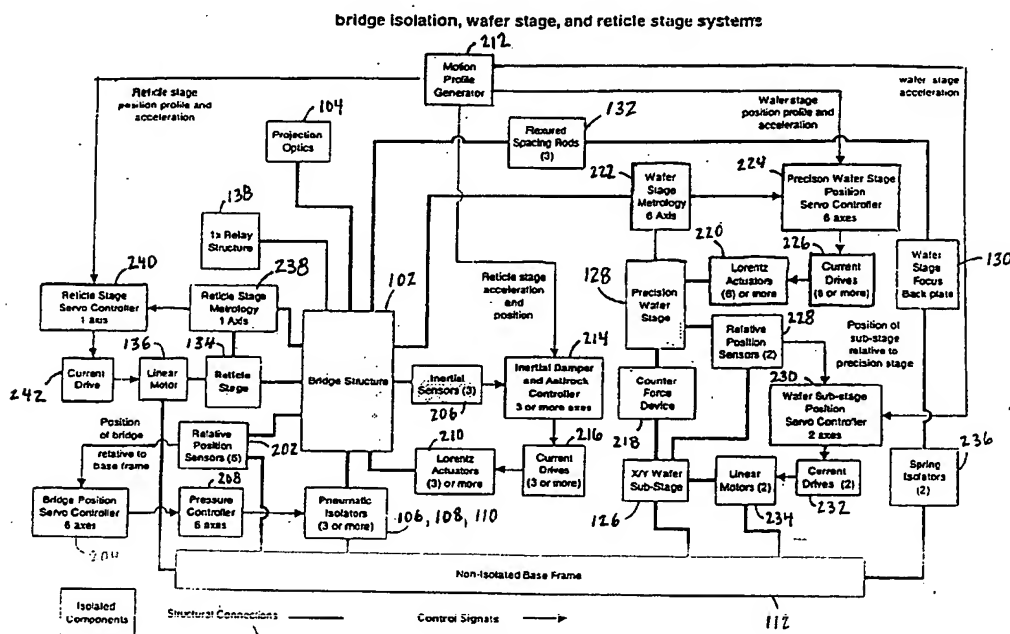 bridge isolation, wafer stage, and reticle stage systems
212
Motion
Profile
Generator
Reticle stage
position profile and
acceleration
wafer stage
acceleration
104
Projection
Optics
132
Flexured
Spacing Rods
(3)
Wafer stage
position profile and
acceleration
222
Wafer
Stage
Metrology
6 Axis
224
Precison Wafer Stage
Position
Servo Controller
6 axes
138
1x Relay
Structure
240
Reticle Stage
Servo Controller
1 axis
238
Reticle Stage
Metrology
1 Axis
102
Bridge Structure
Reticle stage
acceleration
and
position
128
Precision
Wafer
Stage
220
Lorentz
Actuators
(6) or more
226
Current
Drives
(6 or more)
Wafer
Stage
Focus
Back plate
130
228
Relative
Position
Sensors (2)
Position of
sub-stage
relative to
precision stage
242
Current
Drive
136
Linear
Motor
134
Reticle
Stage
Inertial
Sensors (3)
206
214
Inertial Damper
and Antirock
Controller
3 or more axes
Counter
Force
Device
218
230
Wafer Sub-stage
Position
Servo Controller
2 axes
Position
of bridge
relative to
base frame
Relative
Position
Sensors (6)
202
210
Lorentz
Actuators
(3) or more
216
Current
Drives
(3 or more)
X/Y Wafer
Sub-Stage
126
Linear
Motors (2)
234
Current
Drives (2)
232
236
Spring
Isolators
(2)
Bridge Position
Servo Controller
6 axes
204
208
Pressure
Controller
6 axes
Pneumatic
Isolators
(3 or more)
106, 108, 110
Non-Isolated Base Frame
112
Isolated
Components
Structural Connections
Control Signals